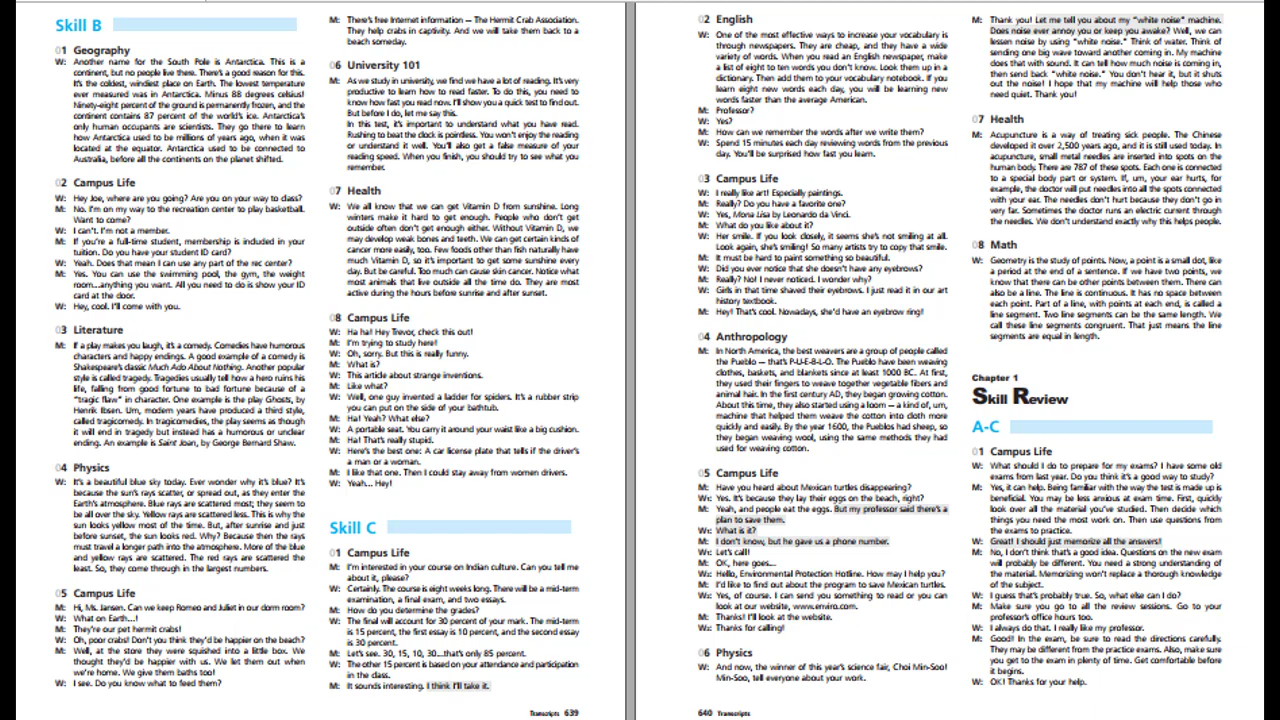 Skill B
01 Geography
W: Another name for the South Pole is Antarctica. This is a
continent, but no people live there. There's a good reason for this.
It's the coldest, windiest place on Earth. The lowest temperature
ever measured was in Antarctica. Minus 88 degrees celsius!
Ninety-eight percent of the ground is permanently frozen, and the
continent contains 87 percent of the world's ice. Antarctica's
only human occupants are scientists. They go there to learn
how Antarctica used to be millions of years ago, when it was
located at the equator. Antarctica used to be connected to
Australia, before all the continents on the planet shifted.
02 Campus Life
W: Hey Joe, where are you going? Are you on your way to class?
M: No. I'm on my way to the recreation center to play basketball.
Want to come?
W: I can't. I'm not a member.
M: If you're a full-time student, membership is included in your
tuition. Do you have your student ID card?
W: Yeah. Does that mean I can use any part of the rec center?
M: Yes. You can use the swimming pool, the gym, the weight
room...anything you want. All you need to do is show your ID
card at the door.
W: Hey, cool. I'll come with you.
03 Literature
M: If a play makes you laugh, it's a comedy. Comedies have humorous
characters and happy endings. A good example of a comedy is
Shakespeare's classic Much Ado About Nothing. Another popular
style is called tragedy. Tragedies usually tell how a hero ruins his
life, falling from good fortune to bad fortune because of a
"tragic flaw" in character. One example is the play Ghosts, by
Henrik Ibsen. Um, modern years have produced a third style,
called tragicomedy. In tragicomedies, the play seems as though
it will end in tragedy but instead has a humorous or unclear
ending. An example is Saint Joan, by George Bernard Shaw.
04 Physics
W: It's a beautiful blue sky today. Ever wonder why it's blue? It's
because the sun's rays scatter, or spread out, as they enter the
Earth's atmosphere. Blue rays are scattered most; they seem to
be all over the sky. Yellow rays are scattered less. This is why the
sun looks yellow most of the time. But, after sunrise and just
before sunset, the sun looks red. Why? Because then the rays
must travel a longer path into the atmosphere. More of the blue
and yellow rays are scattered. The red rays are scattered the
least. So, they come through in the largest numbers.
05 Campus Life
M: Hi, Ms. Jansen. Can we keep Romeo and Juliet in our dorm room?
W: What on Earth...!
M: They're our pet hermit crabs!
W: Oh, poor crabs! Don't you think they'd be happier on the beach?
M: Well, at the store they were squished into a little box. We
thought they'd be happier with us. We let them out when
we're home. We give them baths too!
W: I see. Do you know what to feed them?
M: There's free Internet information — The Hermit Crab Association.
They help crabs in captivity. And we will take them back to a
beach someday.
06 University 101
M: As we study in university, we find we have a lot of reading. It's very
productive to learn how to read faster. To do this, you need to
know how fast you read now. I'll show you a quick test to find out.
But before I do, let me say this.
In this test, it's important to understand what you have read.
Rushing to beat the clock is pointless. You won't enjoy the reading
or understand it well. You'll also get a false measure of your
reading speed. When you finish, you should try to see what you
remember.
07 Health
W: We all know that we can get Vitamin D from sunshine. Long
winters make it hard to get enough. People who don't get
outside often don't get enough either. Without Vitamin D, we
may develop weak bones and teeth. We can get certain kinds of
cancer more easily, too. Few foods other than fish naturally have
much Vitamin D, so it's important to get some sunshine every
day. But be careful. Too much can cause skin cancer. Notice what
most animals that live outside all the time do. They are most
active during the hours before sunrise and after sunset.
08 Campus Life
W: Ha ha! Hey Trevor, check this out!
M: I'm trying to study here!
W: Oh, sorry. But this is really funny.
M: What is?
W: This article about strange inventions.
M: Like what?
W: Well, one guy invented a ladder for spiders. It's a rubber strip
you can put on the side of your bathtub.
M: Ha! Yeah? What else?
W: A portable seat. You carry it around your waist like a big cushion.
M: Ha! That's really stupid.
W: Here's the best one: A car license plate that tells if the driver's
a man or a woman.
M: I like that one. Then I could stay away from women drivers.
W: Yeah... Hey!
Skill C
01 Campus Life
M: I'm interested in your course on Indian culture. Can you tell me
about it, please?
W: Certainly. The course is eight weeks long. There will be a mid-term
examination, a final exam, and two essays.
M: How do you determine the grades?
W: The final will account for 30 percent of your mark. The mid-term
is 15 percent, the first essay is 10 percent, and the second essay
is 30 percent.
M: Let's see. 30, 15, 10, 30...that's only 85 percent.
W: The other 15 percent is based on your attendance and participation
in the class.
M: It sounds interesting. I think I'll take it.
Transcripts 639
02 English
W: One of the most effective ways to increase your vocabulary is
through newspapers. They are cheap, and they have a wide
variety of words. When you read an English newspaper, make
a list of eight to ten words you don't know. Look them up in a
dictionary. Then add them to your vocabulary notebook. If you
learn eight new words each day, you will be learning new
words faster than the average American.
M: Professor?
W: Yes?
M: How can we remember the words after we write them?
W: Spend 15 minutes each day reviewing words from the previous
day. You'll be surprised how fast you learn.
03 Campus Life
W: I really like art! Especially paintings.
M: Really? Do you have a favorite one?
W: Yes, Mona Lisa by Leonardo da Vinci.
M: What do you like about it?
W: Her smile. If you look closely, it seems she's not smiling at all.
Look again, she's smiling! So many artists try to copy that smile.
M: It must be hard to paint something so beautiful.
W: Did you ever notice that she doesn't have any eyebrows?
M: Really? No! I never noticed. I wonder why?
W: Girls in that time shaved their eyebrows. I just read it in our art
history textbook.
M: Hey! That's cool. Nowadays, she'd have an eyebrow ring!
04 Anthropology
M: In North America, the best weavers are a group of people called
the Pueblo — that's P-U-E-B-L-O. The Pueblo have been weaving
clothes, baskets, and blankets since at least 1000 BC. At first,
they used their fingers to weave together vegetable fibers and
animal hair. In the first century AD, they began growing cotton.
About this time, they also started using a loom — a kind of, um,
machine that helped them weave the cotton into cloth more
quickly and easily. By the year 1600, the Pueblos had sheep, so
they began weaving wool, using the same methods they had
used for weaving cotton.
05 Campus Life
M: Have you heard about Mexican turtles disappearing?
W₁: Yes. It's because they lay their eggs on the beach, right?
M: Yeah, and people eat the eggs. But my professor said there's a
plan to save them.
W₁: What is it?
M: I don't know, but he gave us a phone number.
W₁: Let's call!
M: OK, here goes...
W₂: Hello, Environmental Protection Hotline. How may I help you?
M: I'd like to find out about the program to save Mexican turtles.
W₂: Yes, of course. I can send you something to read or you can
look at our website, www.enviro.com.
M: Thanks! I'll look at the website.
W₂: Thanks for calling!
06 Physics
W: And now, the winner of this year's science fair, Choi Min-Soo!
Min-Soo, tell everyone about your work.
M: Thank you! Let me tell you about my "white noise" machine.
Does noise ever annoy you or keep you awake? Well, we can
lessen noise by using "white noise." Think of water. Think of
sending one big wave toward another coming in. My machine
does that with sound. It can tell how much noise is coming in,
then send back "white noise." You don't hear it, but it shuts
out the noise! I hope that my machine will help those who
need quiet. Thank you!
07 Health
M: Acupuncture is a way of treating sick people. The Chinese
developed it over 2,500 years ago, and it is still used today. In
acupuncture, small metal needles are inserted into spots on the
human body. There are 787 of these spots. Each one is connected
to a special body part or system. If, um, your ear hurts, for
example, the doctor will put needles into all the spots connected
with your ear. The needles don't hurt because they don't go in
very far. Sometimes the doctor runs an electric current through
the needles. We don't understand exactly why this helps people.
08 Math
W: Geometry is the study of points. Now, a point is a small dot, like
a period at the end of a sentence. If we have two points, we
know that there can be other points between them. There can
also be a line. The line is continuous. It has no space between
each point. Part of a line, with points at each end, is called a
line segment. Two line segments can be the same length. We
call these line segments congruent. That just means the line
segments are equal in length.
Chapter 1
Skill Review
A-C
01 Campus Life
W: What should I do to prepare for my exams? I have some old
exams from last year. Do you think it's a good way to study?
M: Yes, it can help. Being familiar with the way the test is made up is
beneficial. You may be less anxious at exam time. First, quickly
look over all the material you've studied. Then decide which
things you need the most work on. Then use questions from
the exams to practice.
W: Great! I should just memorize all the answers!
M: No, I don't think that's a good idea. Questions on the new exam
will probably be different. You need a strong understanding of
the material. Memorizing won't replace a thorough knowledge
of the subject.
W: I guess that's probably true. So, what else can I do?
M: Make sure you go to all the review sessions. Go to your
professor's office hours too.
W: I always do that. I really like my professor.
M: Good! In the exam, be sure to read the directions carefully.
They may be different from the practice exams. Also, make sure
you get to the exam in plenty of time. Get comfortable before
it begins.
W: OK! Thanks for your help.
640 Transcripts